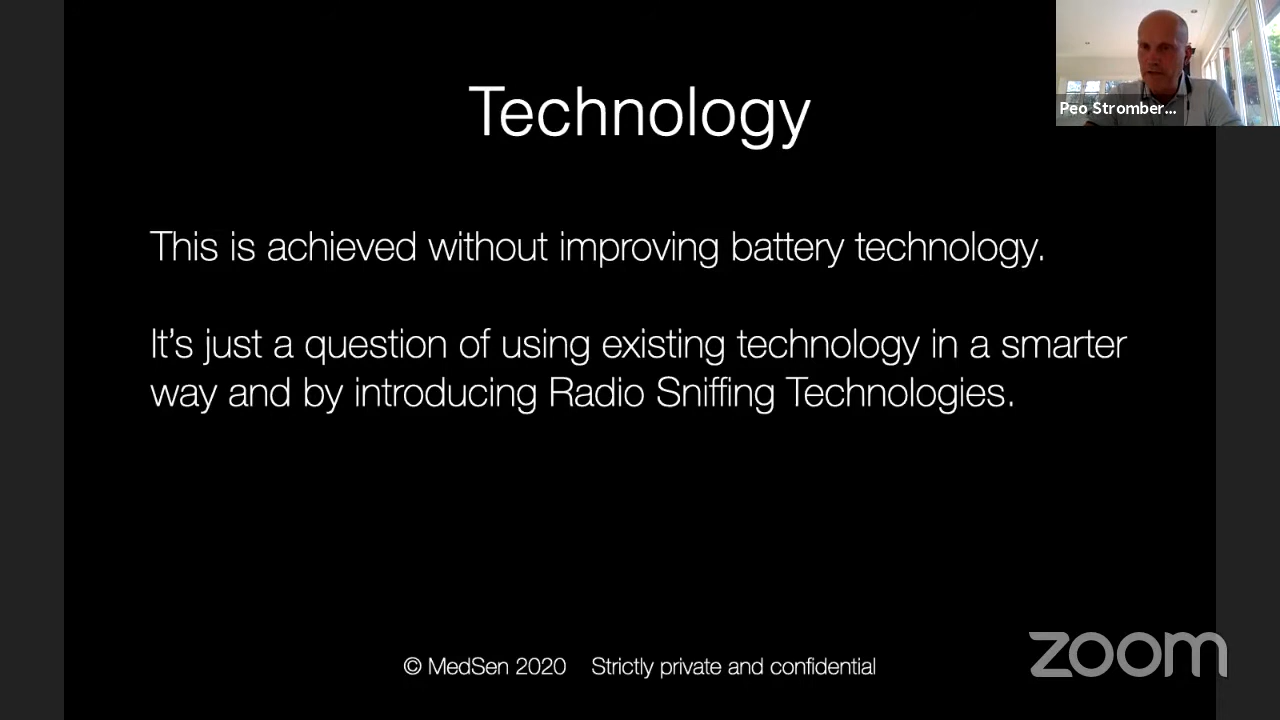 Technology
Peo Stromber...
This is achieved without improving battery technology.
It's just a question of using existing technology in a smarter
way and by introducing Radio Sniffing Technologies.
© MedSen 2020 Strictly private and confidential
zoom